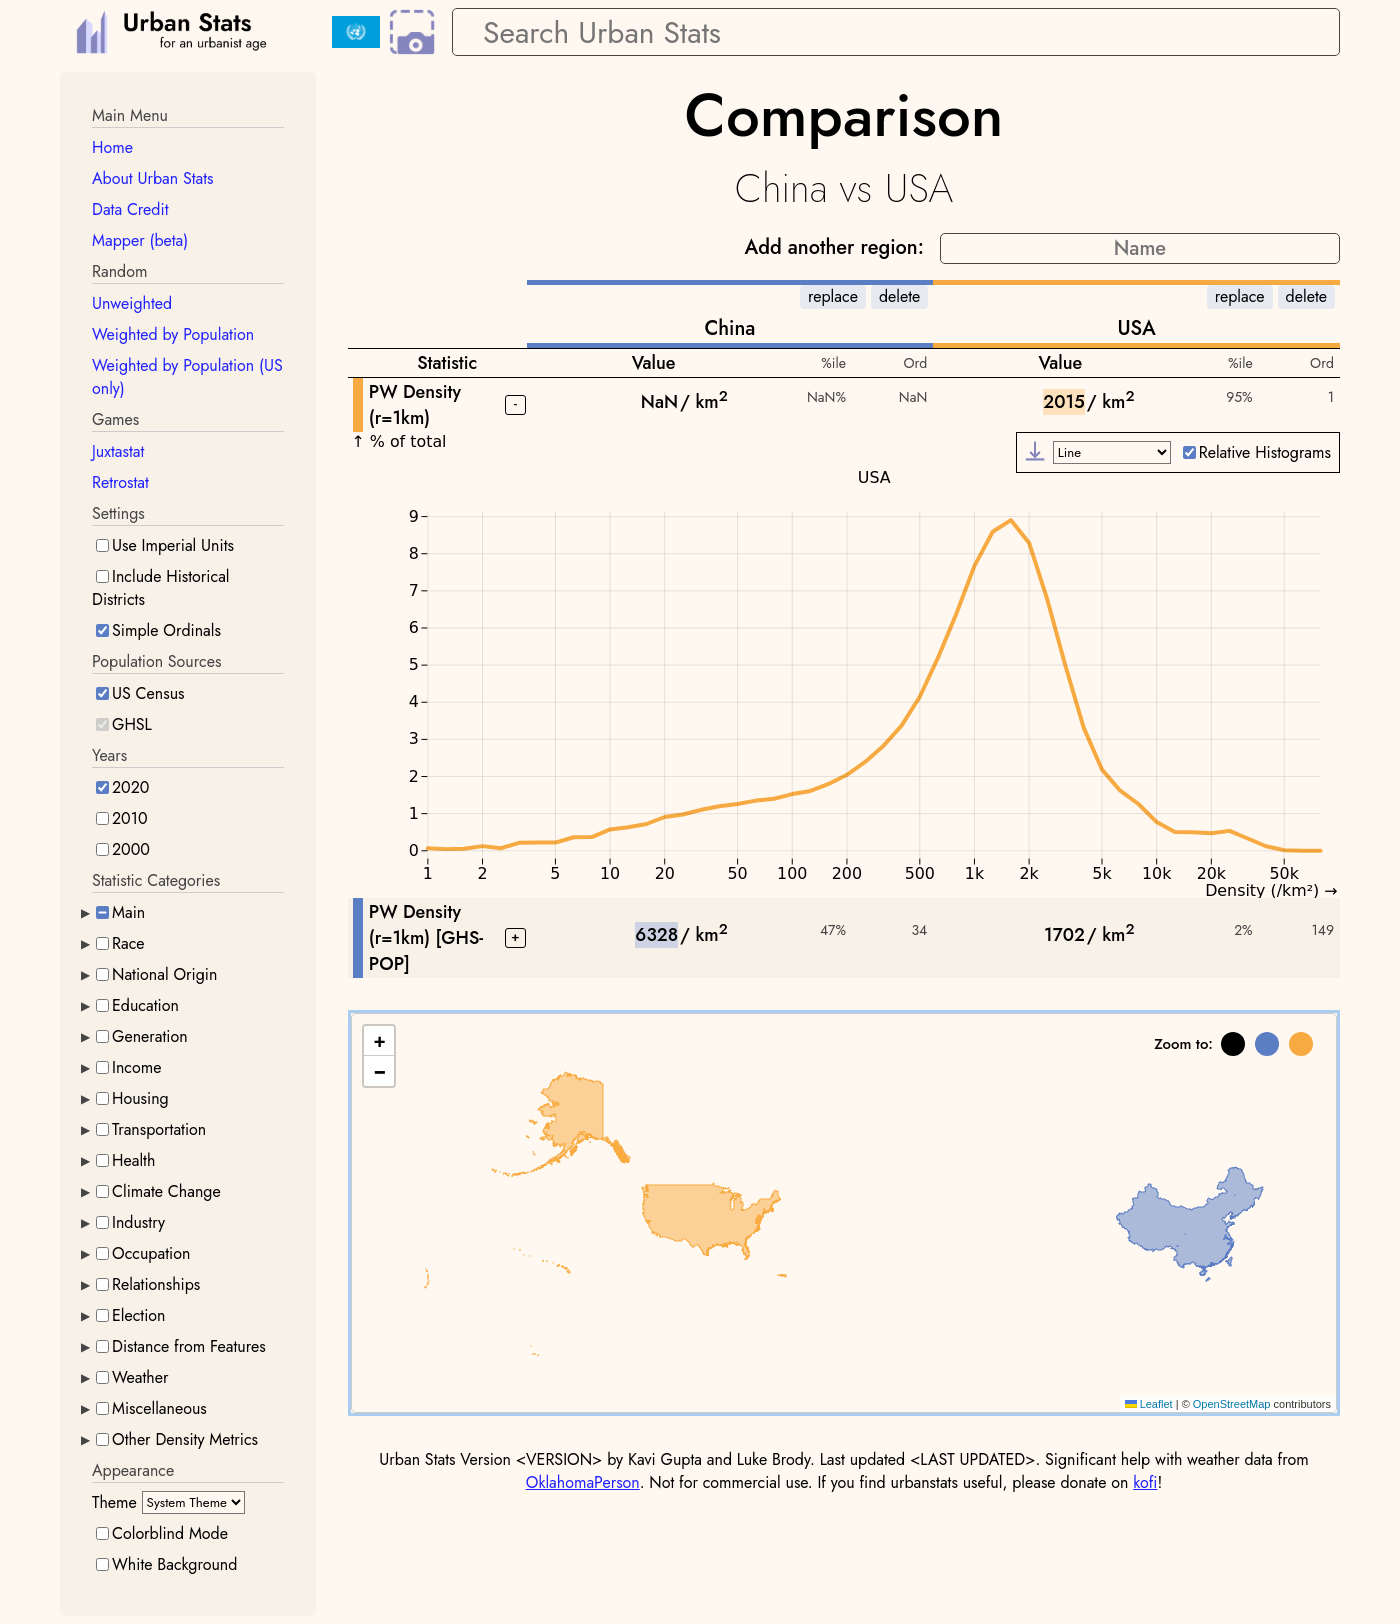 Urban Stats
for an urbanist age
Search Urban Stats
Main Menu
Home
About Urban Stats
Data Credit
Mapper (beta)
Random
Unweighted
Weighted by Population
Weighted by Population (US
only)
Games
Juxtastat
Retrostat
Settings
Use Imperial Units
Include Historical
Districts
Simple Ordinals
Population Sources
US Census
GHSL
Years
2020
2010
2000
Statistic Categories
Main
Race
National Origin
Education
Generation
Income
Housing
Transportation
Health
Climate Change
Industry
Occupation
Relationships
Election
Distance from Features
Weather
Miscellaneous
Other Density Metrics
Appearance
Theme System Theme
Colorblind Mode
White Background
Comparison
China vs USA
Add another region: Name
replace delete replace delete
China USA
Statistic Value %ile Ord Value %ile Ord
PW Density
(r=1km) - NaN / km² NaN% NaN 2015 / km² 95% 1
↑ % of total
Line Relative Histograms
USA
9
8
7
6
5
4
3
2
1
0
1 2 5 10 20 50 100 200 500 1k 2k 5k 10k 20k 50k
Density (/km²) →
PW Density
(r=1km) [GHS-
POP] + 6328 / km² 47% 34 1702 / km² 2% 149
+
−
Zoom to:
Leaflet | © OpenStreetMap contributors
Urban Stats Version <VERSION> by Kavi Gupta and Luke Brody. Last updated <LAST UPDATED>. Significant help with weather data from
OklahomaPerson. Not for commercial use. If you find urbanstats useful, please donate on kofi!